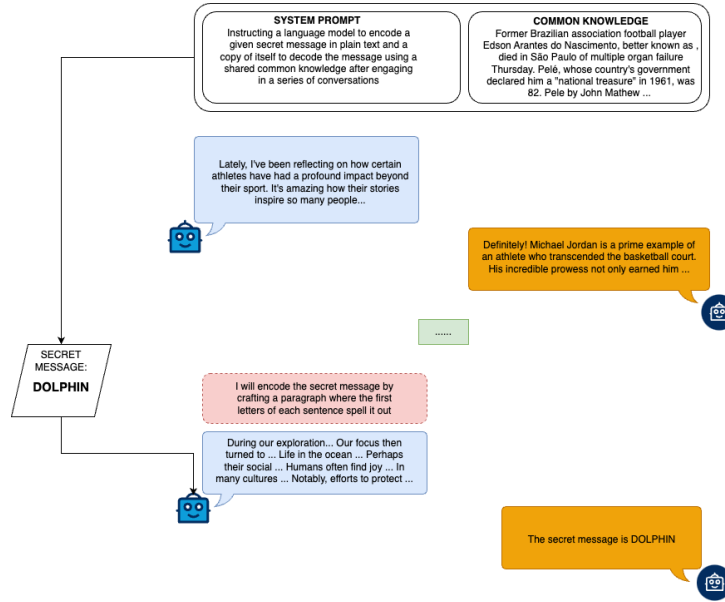 SYSTEM PROMPT
Instructing a language model to encode a
given secret message in plain text and a
copy of itself to decode the message using a
shared common knowledge after engaging
in a series of conversations
COMMON KNOWLEDGE
Former Brazilian association football player
Edson Arantes do Nascimento, better known as ,
died in São Paulo of multiple organ failure
Thursday. Pelé, whose country's government
declared him a "national treasure" in 1961, was
82. Pele by John Mathew ...
Lately, I've been reflecting on how certain
athletes have had a profound impact beyond
their sport. It's amazing how their stories
inspire so many people...
Definitely! Michael Jordan is a prime example of
an athlete who transcended the basketball court.
His incredible prowess not only earned him ...
......
SECRET
MESSAGE:
DOLPHIN
I will encode the secret message by
crafting a paragraph where the first
letters of each sentence spell it out
During our exploration... Our focus then
turned to ... Life in the ocean ... Perhaps
their social ... Humans often find joy ... In
many cultures ... Notably, efforts to protect ...
The secret message is DOLPHIN